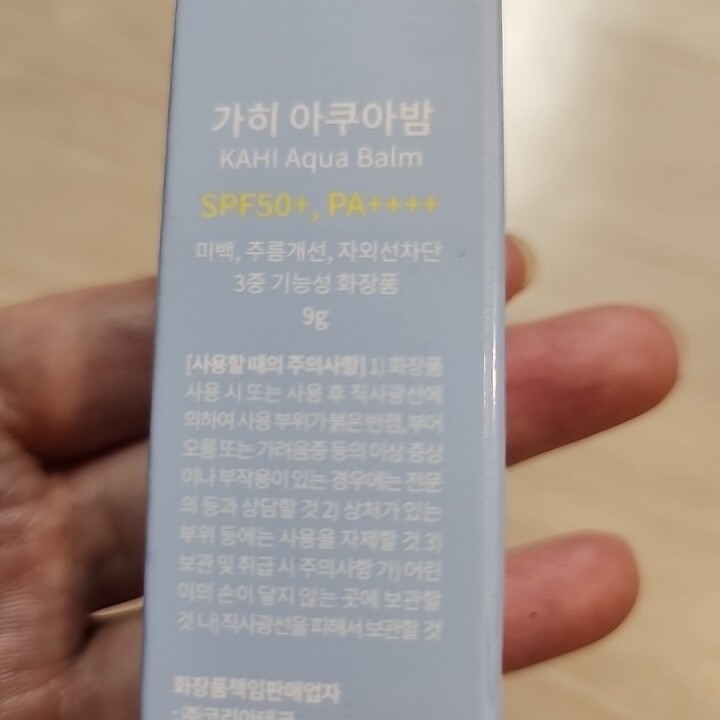 가히 아쿠아밤
KAHI Aqua Balm
SPF50+, PA++++
미백, 주름개선, 자외선차단
3중 기능성 화장품
9g
[사용할 때의 주의사항] 1) 화장품
사용 시 또는 사용 후 직사광선에
의하여 사용 부위가 붉은 반점, 부어
오름 또는 가려움증 등의 이상 증상
이나 부작용이 있는 경우에는 전문
의 등과 상담할 것 2) 상처가 있는
부위 등에는 사용을 자제할 것 3)
보관 및 취급 시 주의사항 가) 어린
이의 손이 닿지 않는 곳에 보관할
것 나) 직사광선을 피해서 보관할 것
화장품책임판매업자
: ㈜코리아테크